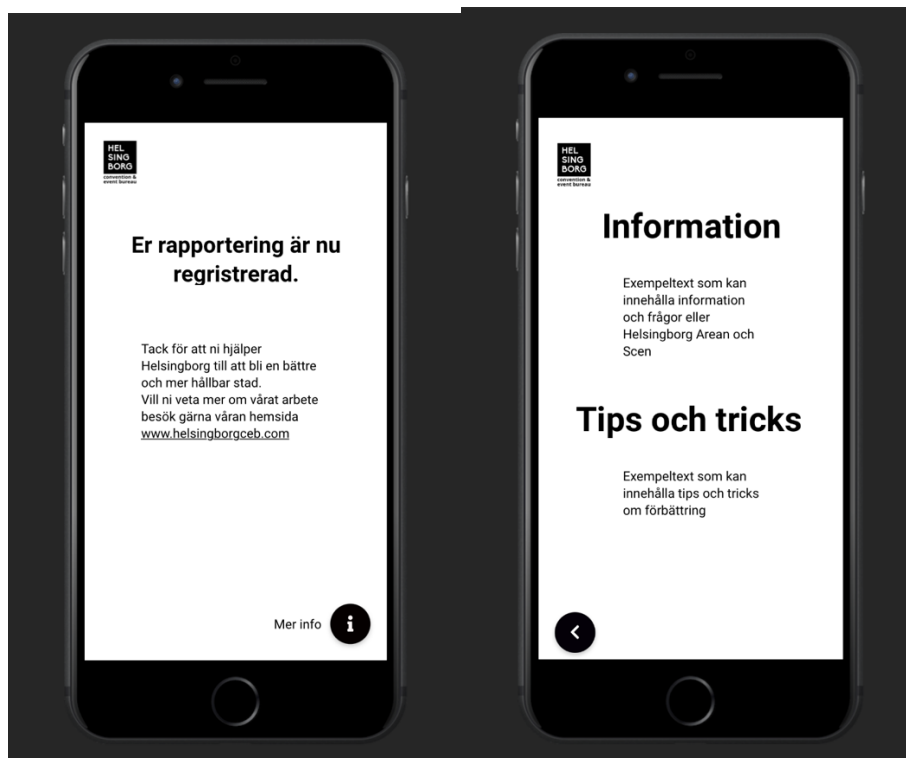 HEL
SING
BORG
convention &
event bureau
Er rapportering är nu
regristrerad.
Tack för att ni hjälper
Helsingborg till att bli en bättre
och mer hållbar stad.
Vill ni veta mer om vårat arbete
besök gärna våran hemsida
www.helsingborgceb.com
Mer info
HEL
SING
BORG
convention &
event bureau
Information
Exempeltext som kan
innehålla information
och frågor eller
Helsingborg Arean och
Scen
Tips och tricks
Exempeltext som kan
innehålla tips och tricks
om förbättring